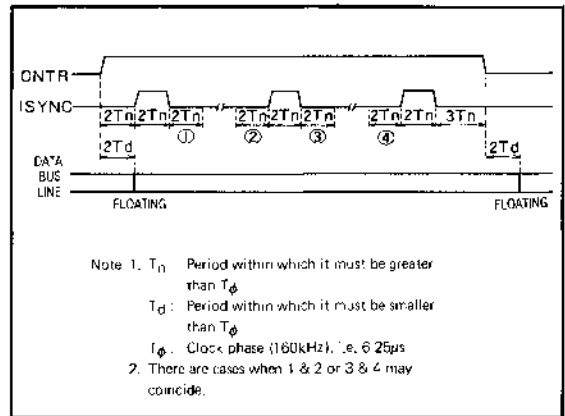 CNTR
ISYNC
2Tn 2Tn 2Tn 2Tn 2Tn 2Tn 2Tn 2Tn 3Tn
① ② ③ ④
2Td 2Td
DATA
BUS
LINE
FLOATING FLOATING
Note 1. Tn Period within which it must be greater
than Tϕ
Td : Period within which it must be smaller
than Tϕ
Tϕ . Clock phase (160kHz), i.e. 6.25μs
2. There are cases when 1 & 2 or 3 & 4 may
coincide.